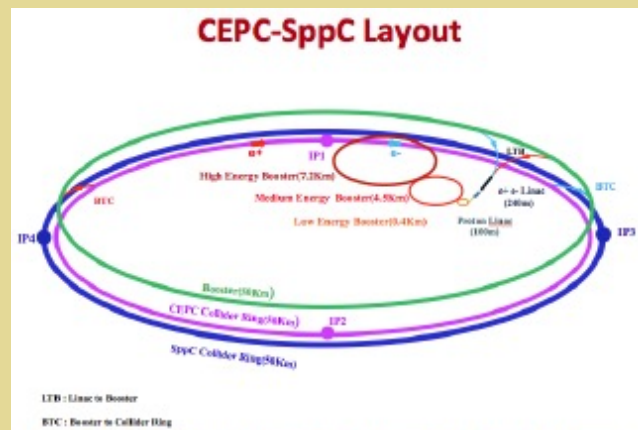 CEPC-SppC Layout
IP1
e+
e-
LTB
High Energy Booster(7.2Km)
Medium Energy Booster(4.5Km)
Low Energy Booster(0.4Km)
e+ e- Linac
(240m)
Proton Linac
(100m)
BTC
BTC
IP4
IP3
Booster(50Km)
CEPC Collider Ring(50Km)
IP2
SppC Collider Ring(50Km)
LTB : Linac to Booster
BTC : Booster to Collider Ring